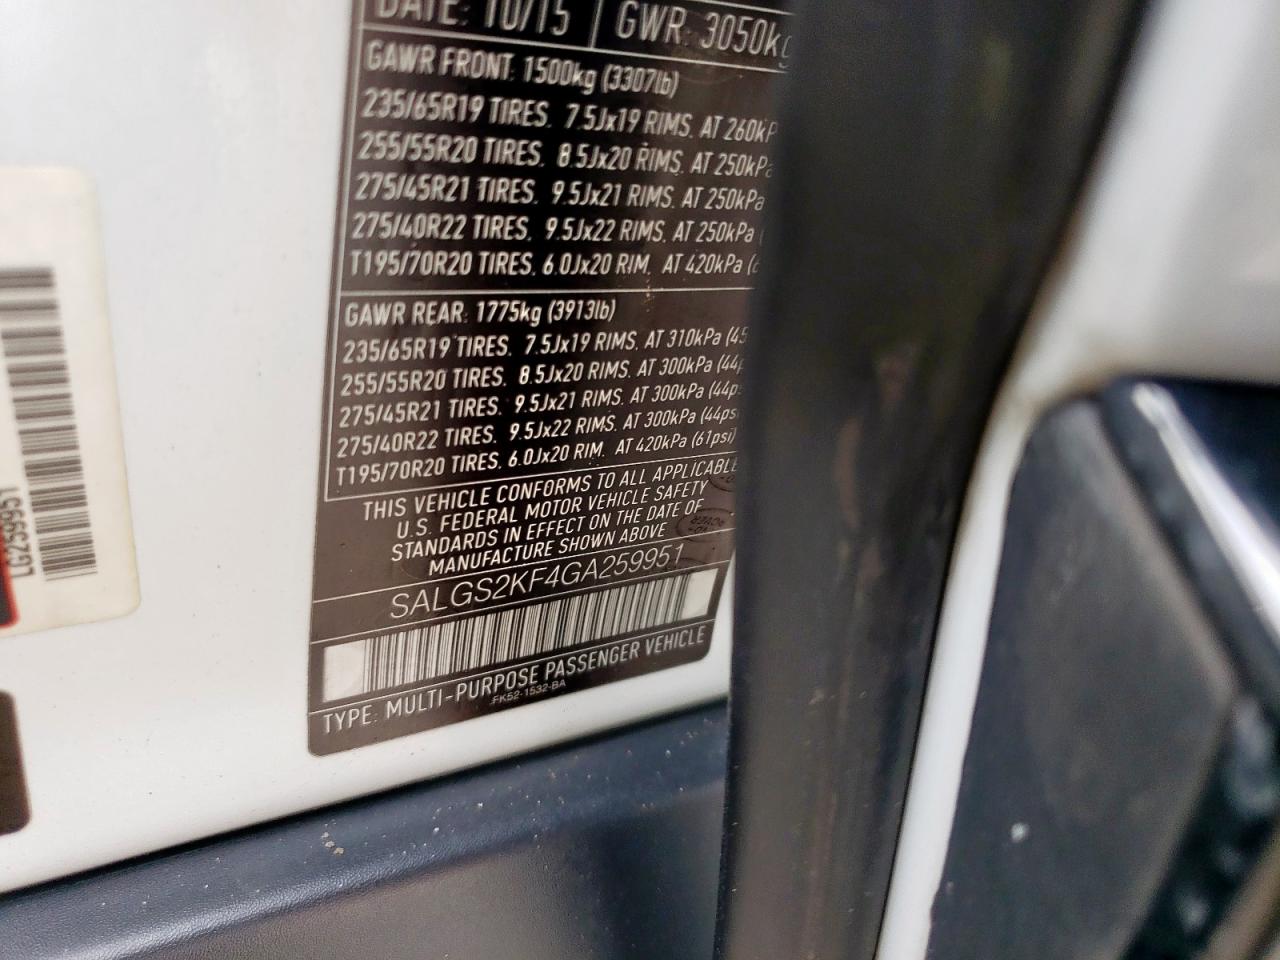 DATE: 10/15 GWR: 3050kg
GAWR FRONT: 1500kg (3307lb)
235/65R19 TIRES. 7.5Jx19 RIMS. AT 260kP
255/55R20 TIRES. 8.5Jx20 RIMS. AT 250kPa
275/45R21 TIRES. 9.5Jx21 RIMS. AT 250kPa
275/40R22 TIRES. 9.5Jx22 RIMS. AT 250kPa (
T195/70R20 TIRES. 6.0Jx20 RIM. AT 420kPa (
GAWR REAR: 1775kg (3913lb)
235/65R19 TIRES. 7.5Jx19 RIMS. AT 310kPa (45
255/55R20 TIRES. 8.5Jx20 RIMS. AT 300kPa (44p
275/45R21 TIRES. 9.5Jx21 RIMS. AT 300kPa (44ps
275/40R22 TIRES. 9.5Jx22 RIMS. AT 300kPa (44psi
T195/70R20 TIRES. 6.0Jx20 RIM. AT 420kPa (61psi)
THIS VEHICLE CONFORMS TO ALL APPLICABLE
U.S. FEDERAL MOTOR VEHICLE SAFETY
STANDARDS IN EFFECT ON THE DATE OF
MANUFACTURE SHOWN ABOVE
SALGS2KF4GA259951
TYPE: MULTI-PURPOSE PASSENGER VEHICLE
FK52-1532-BA